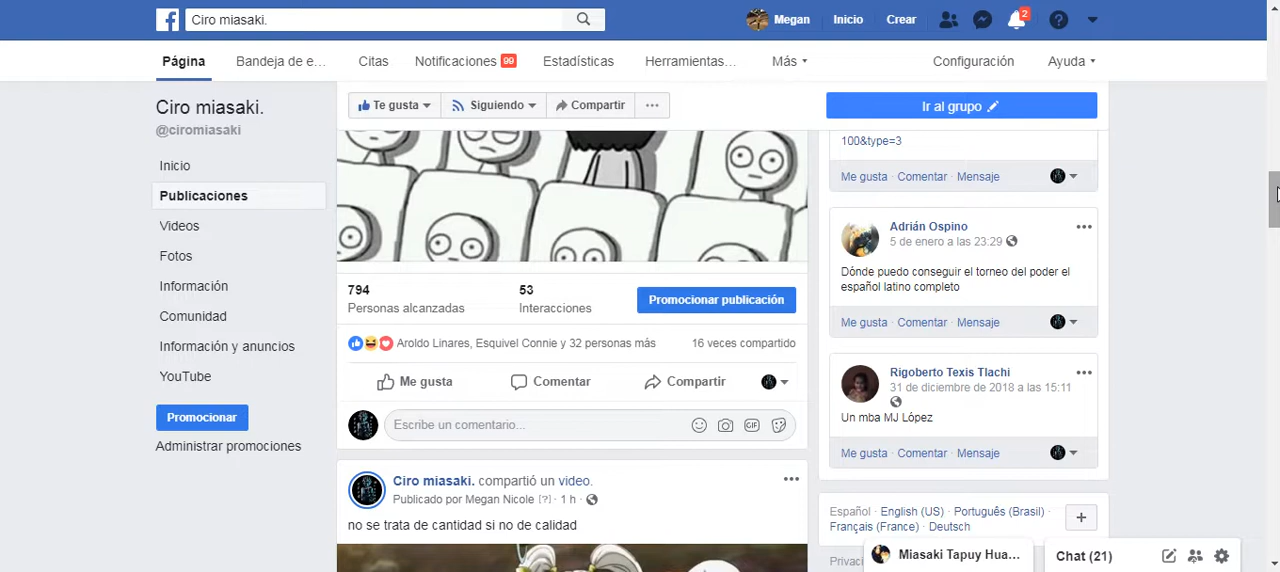 Ciro miasaki.
Megan
Inicio
Crear
2
Página
Bandeja de e...
Citas
Notificaciones 99
Estadísticas
Herramientas...
Más
Configuración
Ayuda
Ciro miasaki.
@ciromiasaki
Inicio
Publicaciones
Videos
Fotos
Información
Comunidad
Información y anuncios
YouTube
Promocionar
Administrar promociones
Te gusta
Siguiendo
Compartir
Ir al grupo
794
Personas alcanzadas
53
Interacciones
Promocionar publicación
Aroldo Linares, Esquivel Connie y 32 personas más
16 veces compartido
Me gusta
Comentar
Compartir
Escribe un comentario...
GIF
Ciro miasaki. compartió un video.
Publicado por Megan Nicole [?] · 1 h ·
no se trata de cantidad si no de calidad
100&type=3
Me gusta · Comentar · Mensaje
Adrián Ospino
5 de enero a las 23:29
Dónde puedo conseguir el torneo del poder el
español latino completo
Me gusta · Comentar · Mensaje
Rigoberto Texis Tlachi
31 de diciembre de 2018 a las 15:11
Un mba MJ López
Me gusta · Comentar · Mensaje
Español · English (US) · Português (Brasil) ·
Français (France) · Deutsch
Privaci
Miasaki Tapuy Hua...
Chat (21)